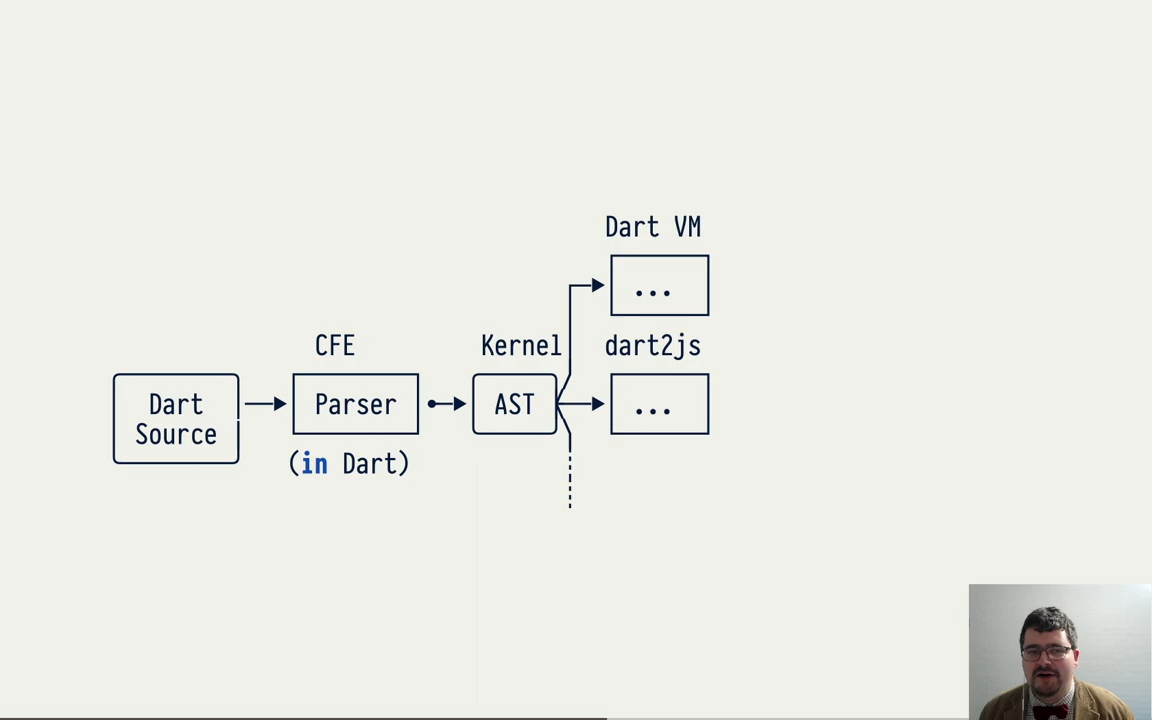 Dart VM
...
CFE
Kernel
dart2js
Dart
Source
Parser
AST
...
(in Dart)